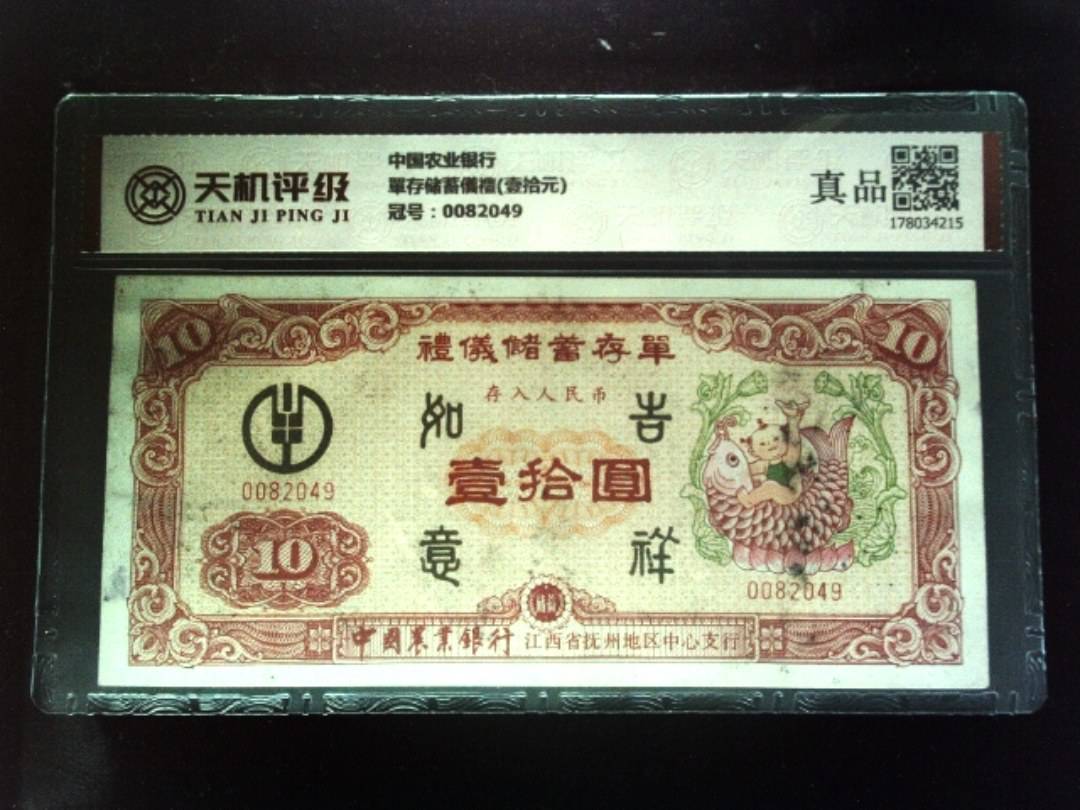 天机评级
TIAN JI PING JI
中国农业银行
單存储蓄儀禮(壹拾元)
冠号：0082049
真品
178034215
10
10
禮儀儲蓄存單
存入人民币
如
吉
壹拾圓
0082049
10
意
祥
0082049
中國農業銀行 江西省抚州地区中心支行